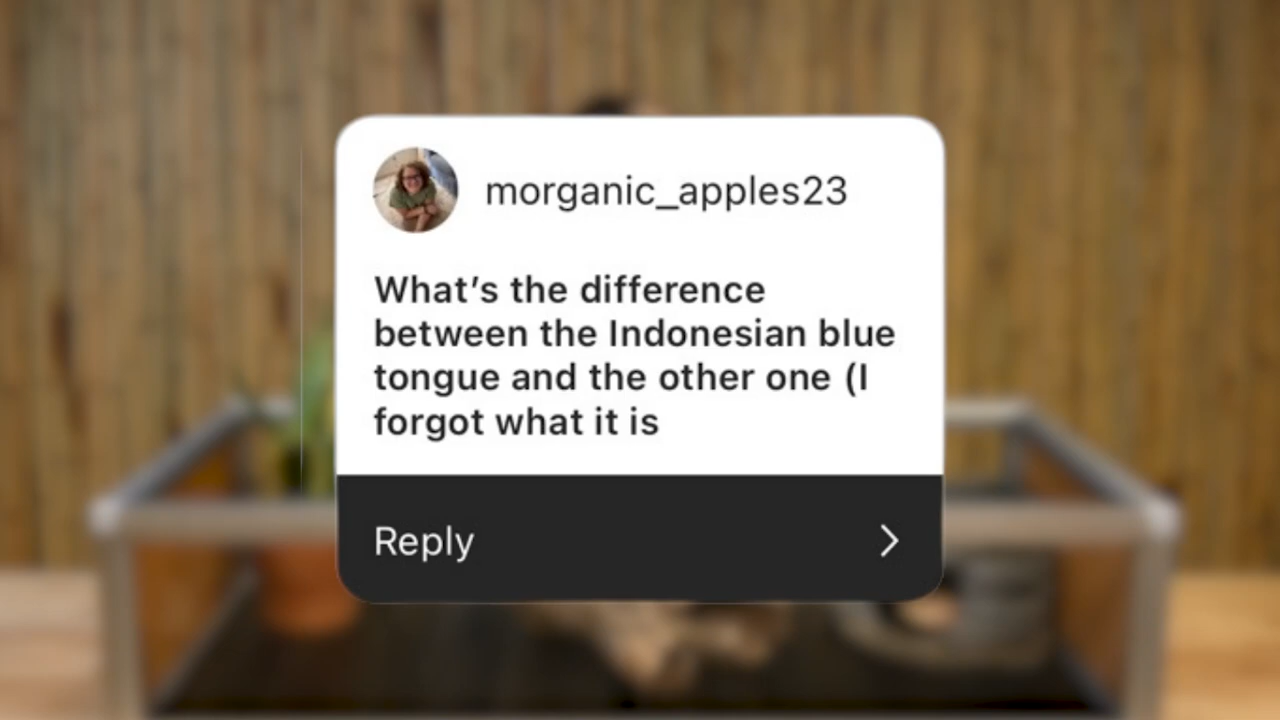 morganic_apples23
What’s the difference
between the Indonesian blue
tongue and the other one (I
forgot what it is
Reply